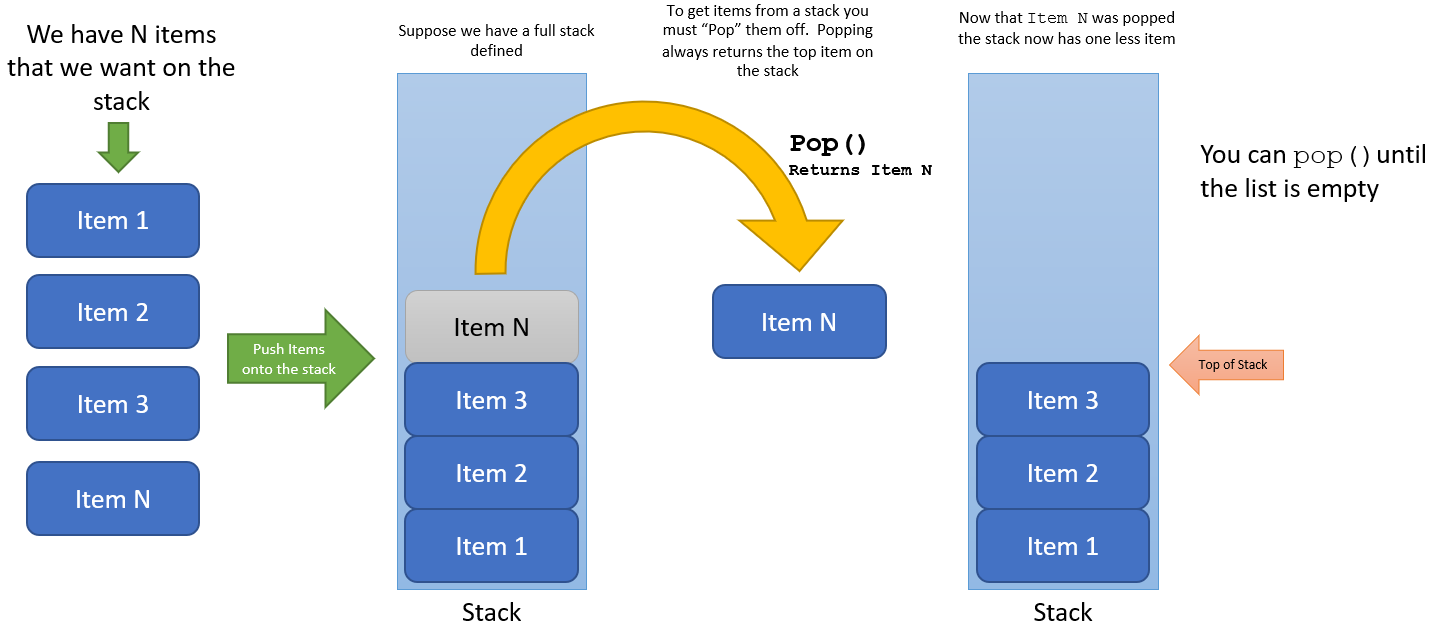 We have N items
that we want on the
stack
Item 1
Item 2
Item 3
Item N
Push Items
onto the stack
Suppose we have a full stack
defined
Item N
Item 3
Item 2
Item 1
Stack
To get items from a stack you
must “Pop” them off.  Popping
always returns the top item on
the stack
Pop()
Returns Item N
Item N
Now that Item N was popped
the stack now has one less item
Item 3
Item 2
Item 1
Stack
You can pop() until
the list is empty
Top of Stack